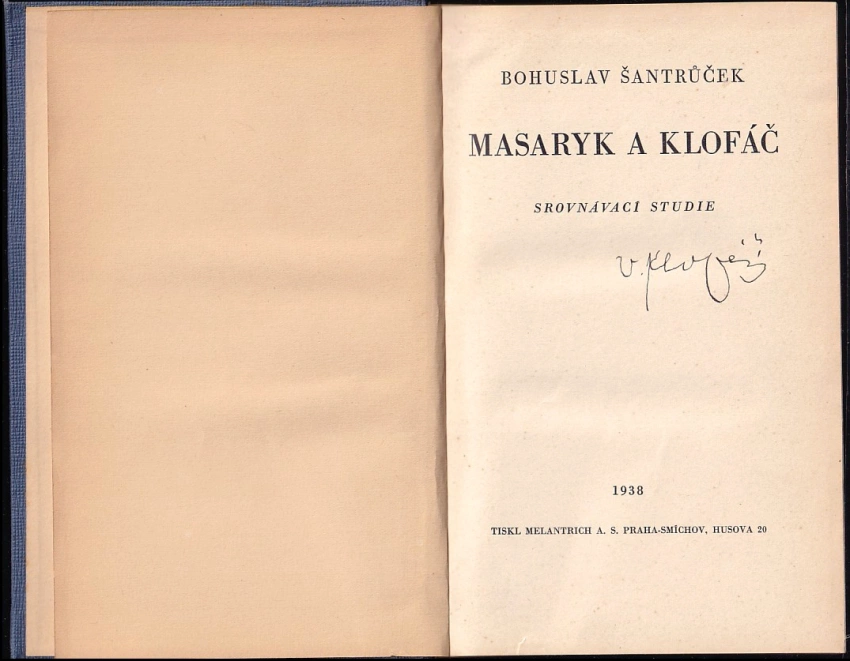 BOHUSLAV ŠANTRŮČEK
MASARYK A KLOFÁČ
SROVNÁVACÍ STUDIE
V. Klofáč
1938
TISKL MELANTRICH A. S. PRAHA-SMÍCHOV, HUSOVA 20